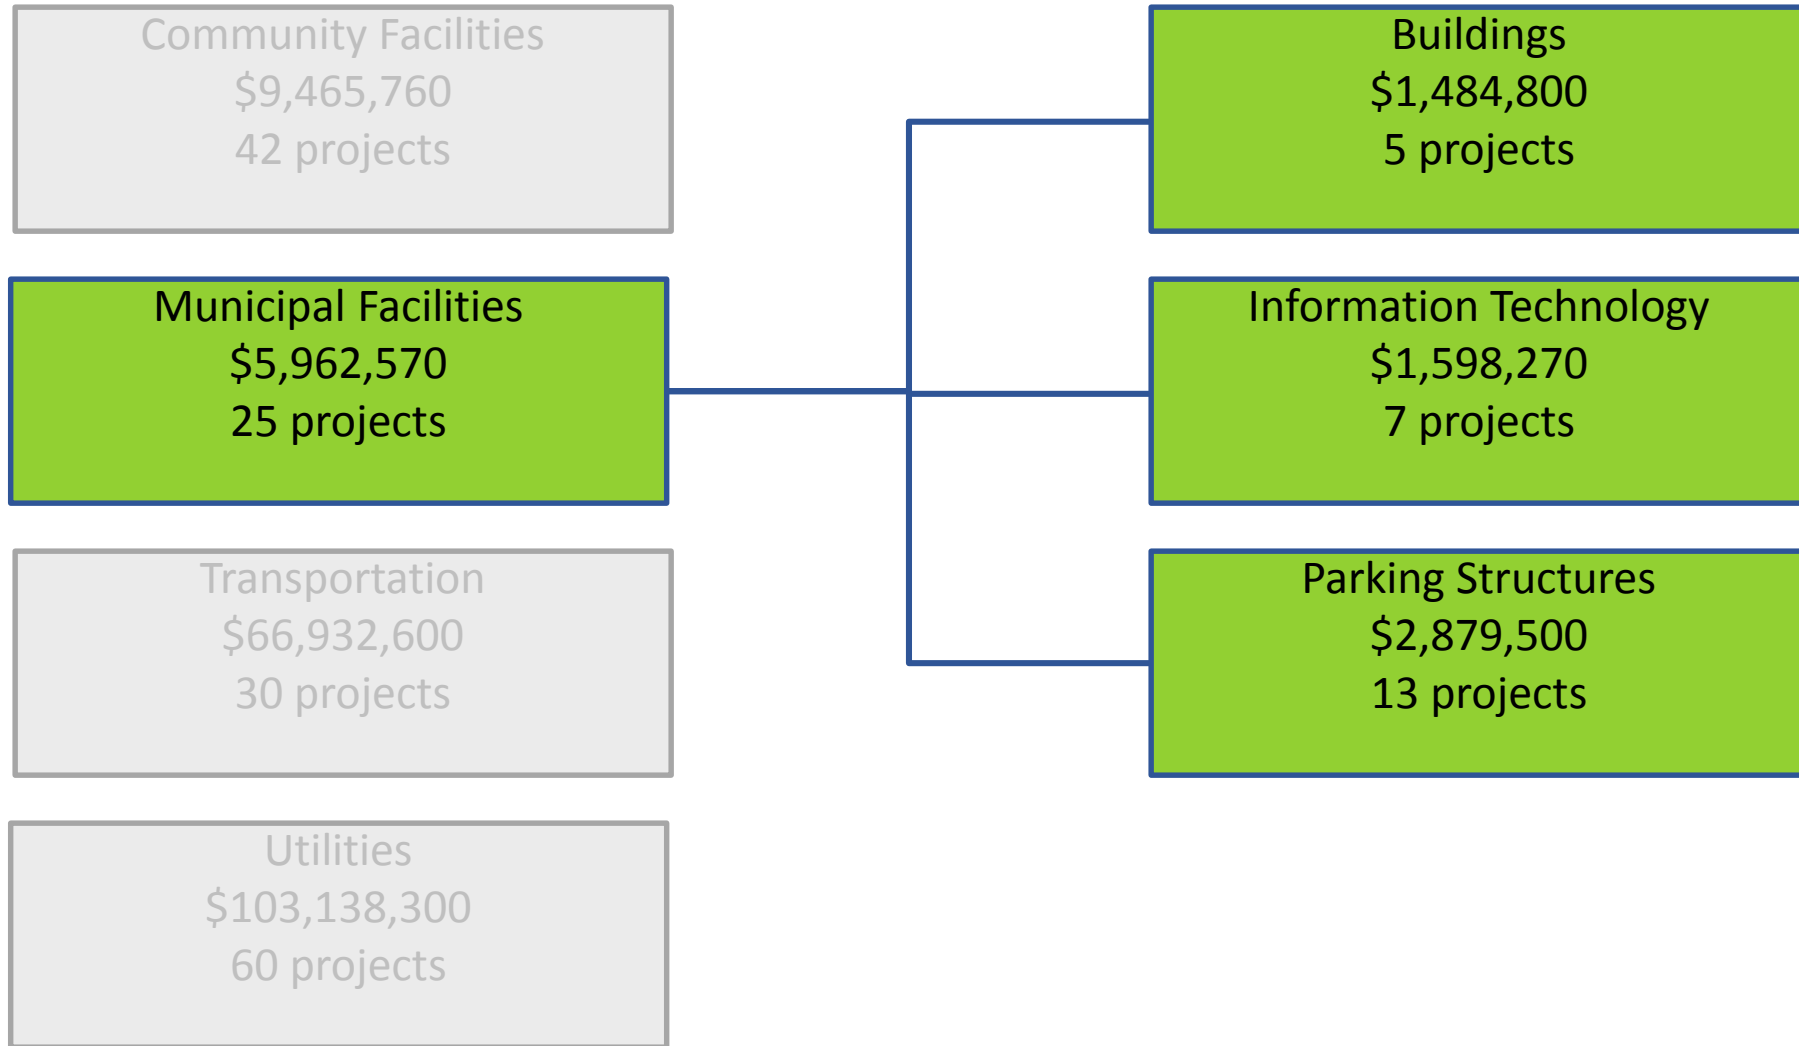 Community Facilities
$9,465,760
42 projects
Municipal Facilities
$5,962,570
25 projects
Transportation
$66,932,600
30 projects
Utilities
$103,138,300
60 projects
Buildings
$1,484,800
5 projects
Information Technology
$1,598,270
7 projects
Parking Structures
$2,879,500
13 projects